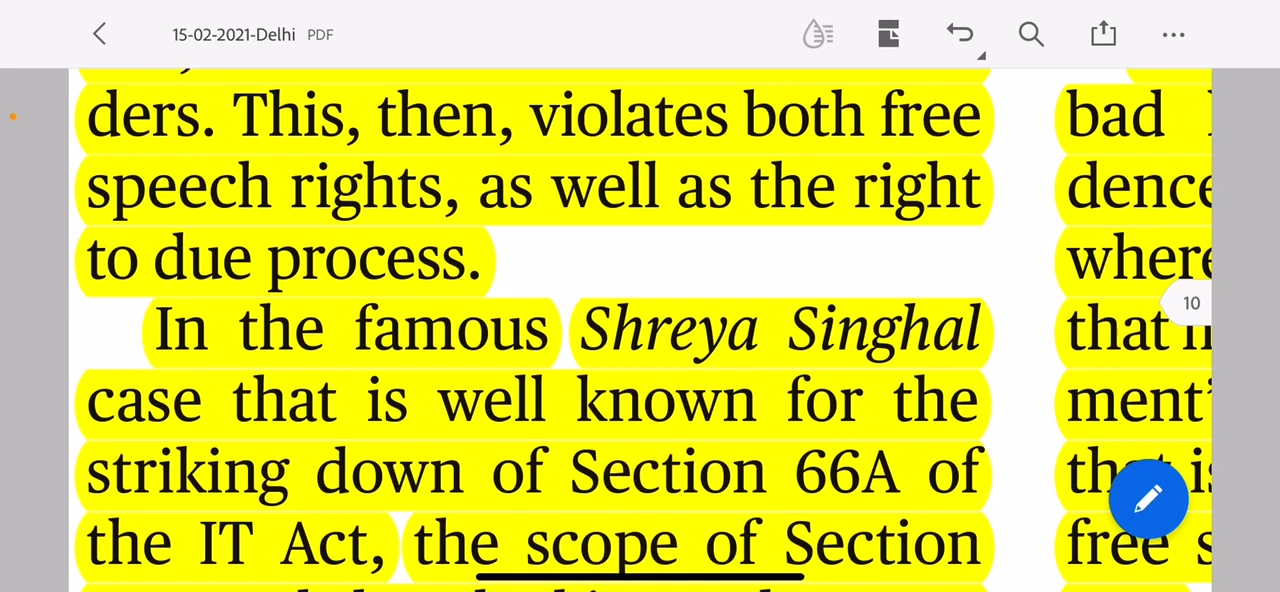 15-02-2021-Delhi PDF
ders. This, then, violates both free
speech rights, as well as the right
to due process.
In the famous Shreya Singhal
case that is well known for the
striking down of Section 66A of
the IT Act, the scope of Section
bad
dence
where
that
ment'
free
10